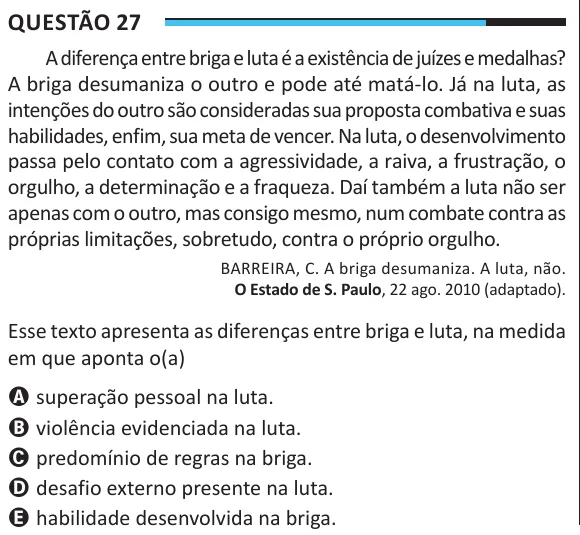 QUESTÃO 27
A diferença entre briga e luta é a existência de juízes e medalhas?
A briga desumaniza o outro e pode até matá-lo. Já na luta, as
intenções do outro são consideradas sua proposta combativa e suas
habilidades, enfim, sua meta de vencer. Na luta, o desenvolvimento
passa pelo contato com a agressividade, a raiva, a frustração, o
orgulho, a determinação e a fraqueza. Daí também a luta não ser
apenas com o outro, mas consigo mesmo, num combate contra as
próprias limitações, sobretudo, contra o próprio orgulho.
BARREIRA, C. A briga desumaniza. A luta, não.
O Estado de S. Paulo, 22 ago. 2010 (adaptado).
Esse texto apresenta as diferenças entre briga e luta, na medida
em que aponta o(a)
A superação pessoal na luta.
B violência evidenciada na luta.
C predomínio de regras na briga.
D desafio externo presente na luta.
E habilidade desenvolvida na briga.